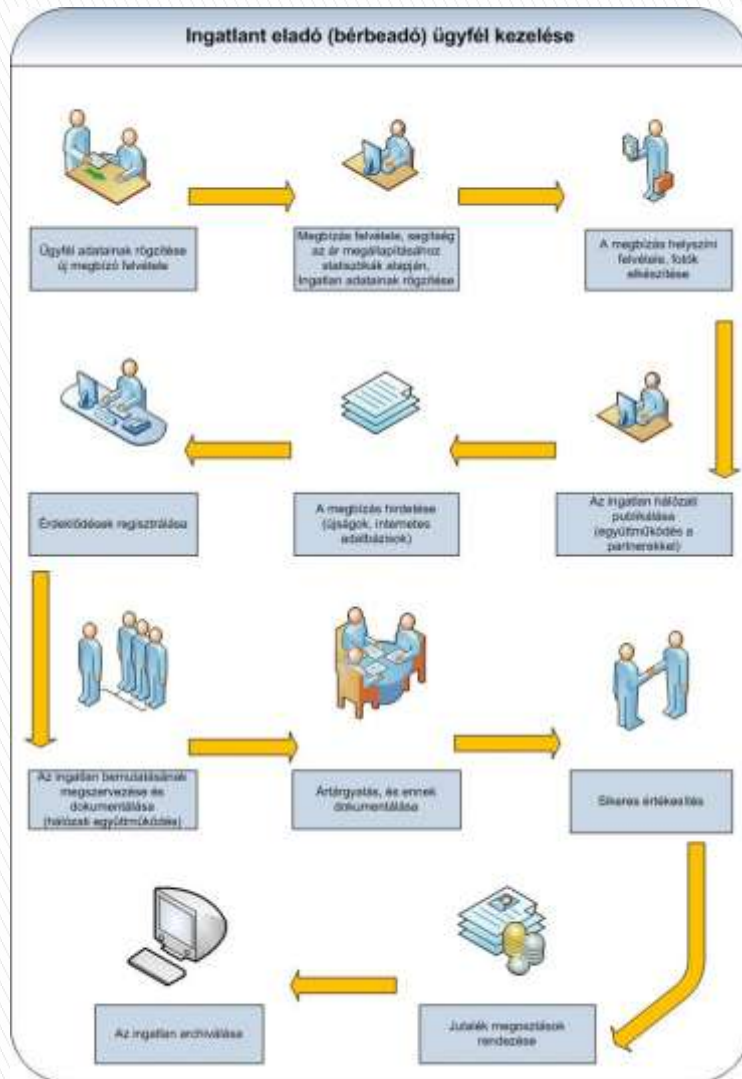 Ingatlant eladó (bérbeadó) ügyfél kezelése
Ügyfél adatainak rögzítése
új megbízó felvétele
Megbízás felvétele, segítség
az ár megállapításához
statisztikák alapján,
Ingatlan adatainak rögzítése
A megbízás helyszíni
felvétele, fotók
elkészítése
Az ingatlan hálózati
publikálása
(együttműködés a
partnerekkel)
A megbízás hirdetése
(újságok, internetes
adatbázisok)
Érdeklődések regisztrálása
Az ingatlan bemutatásának
megszervezése és
dokumentálása
(hálózati együttműködés)
Ártárgyalás, és ennek
dokumentálása
Sikeres értékesítés
Jutalék megosztások
rendezése
Az ingatlan archiválása